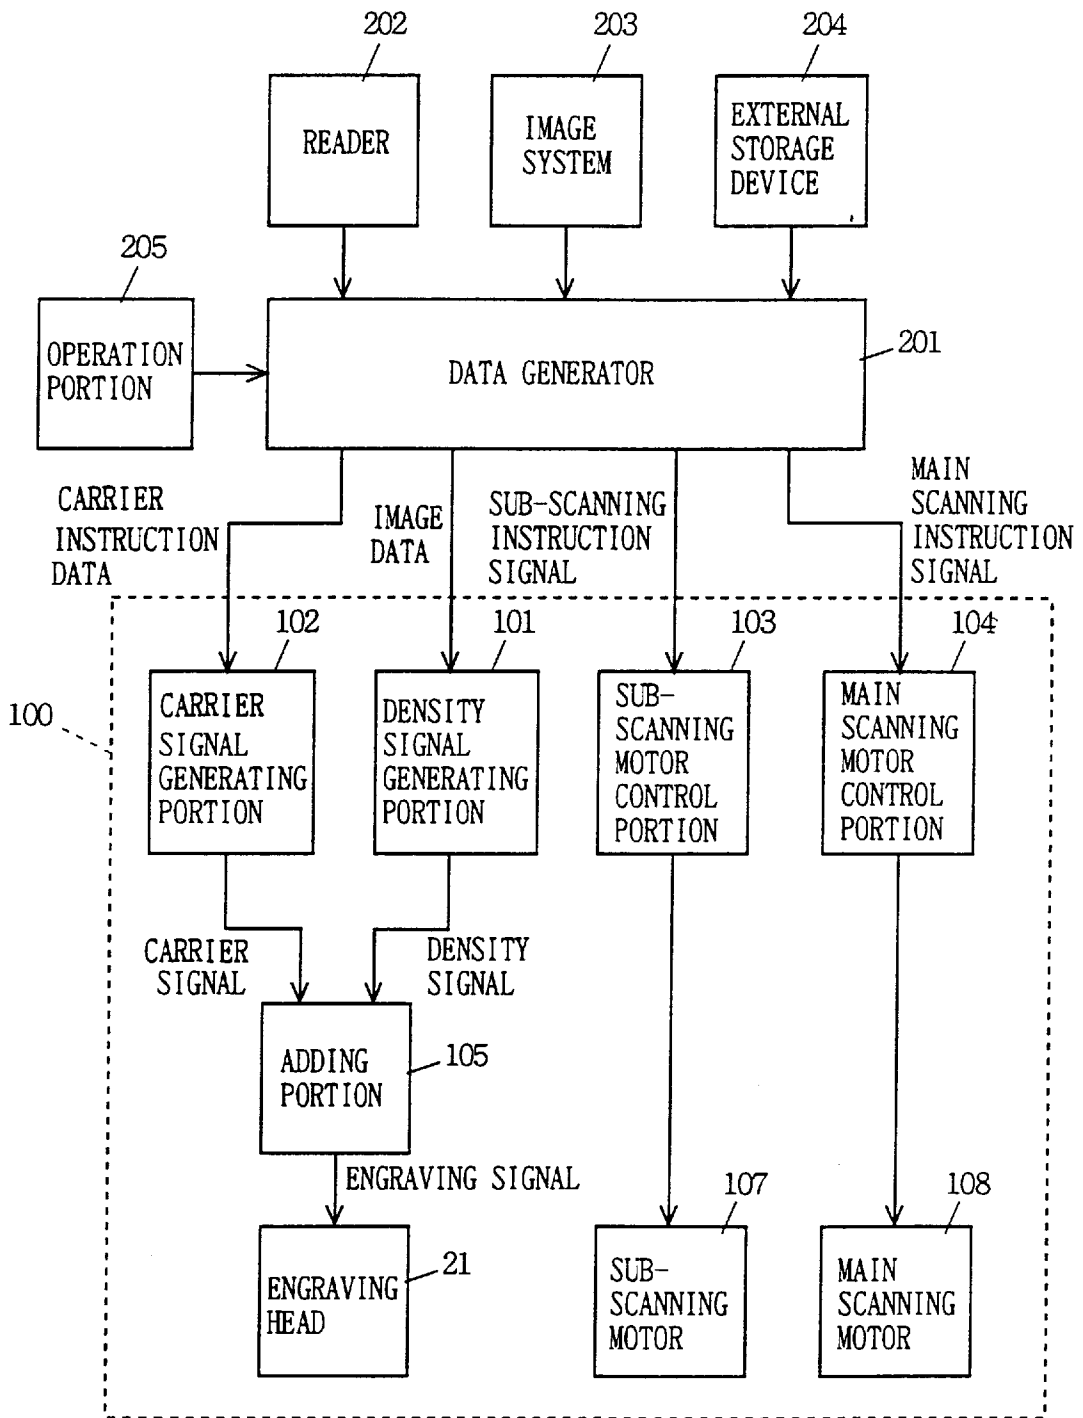 202
203
204
READER
IMAGE
SYSTEM
EXTERNAL
STORAGE
DEVICE
205
OPERATION
PORTION
DATA GENERATOR
201
CARRIER
INSTRUCTION
DATA
IMAGE
DATA
SUB-SCANNING
INSTRUCTION
SIGNAL
MAIN
SCANNING
INSTRUCTION
SIGNAL
100
102
101
103
104
CARRIER
SIGNAL
GENERATING
PORTION
DENSITY
SIGNAL
GENERATING
PORTION
SUB-
SCANNING
MOTOR
CONTROL
PORTION
MAIN
SCANNING
MOTOR
CONTROL
PORTION
CARRIER
SIGNAL
DENSITY
SIGNAL
ADDING
PORTION
105
ENGRAVING SIGNAL
ENGRAVING
HEAD
21
107
SUB-
SCANNING
MOTOR
108
MAIN
SCANNING
MOTOR